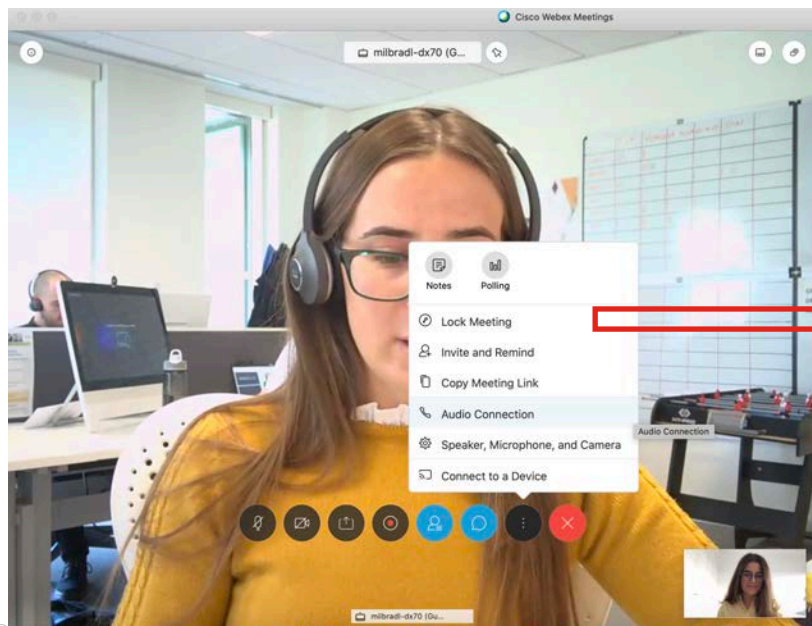 Cisco Webex Meetings
milbradl-dx70 (G...
Notes
Polling
Lock Meeting
Invite and Remind
Copy Meeting Link
Audio Connection
Audio Connection
Speaker, Microphone, and Camera
Connect to a Device
milbradl-dx70 (Gu...